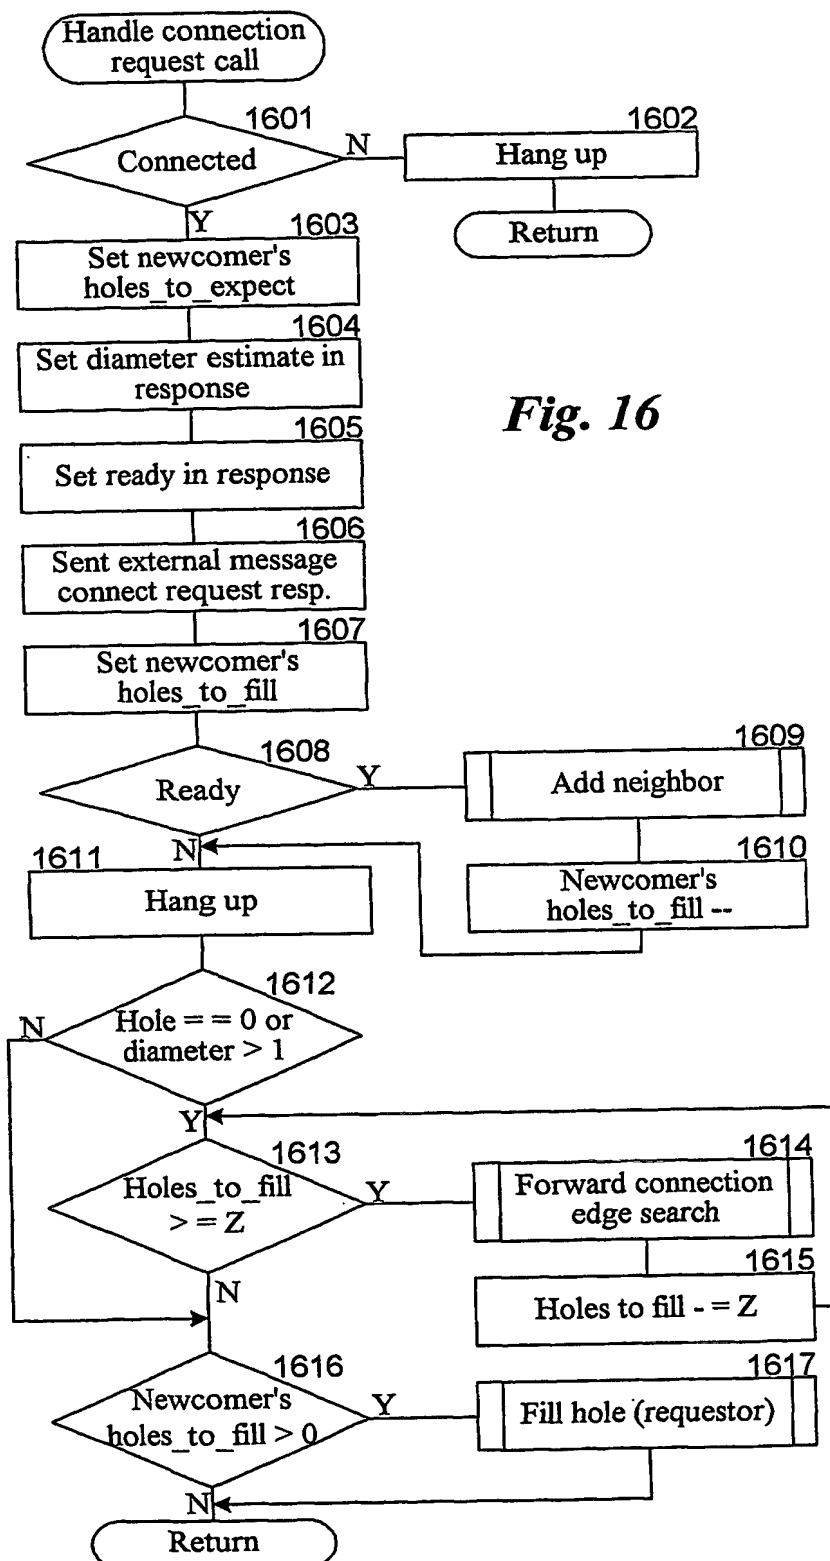 Handle connection
request call
1601
Connected
N
1602
Hang up
Return
Y
1603
Set newcomer's
holes_to_expect
1604
Set diameter estimate in
response
1605
Set ready in response
Fig. 16
1606
Sent external message
connect request resp.
1607
Set newcomer's
holes_to_fill
1608
Ready
Y
1609
Add neighbor
N
1610
Newcomer's
holes_to_fill --
1611
Hang up
1612
Hole = = 0 or
diameter > 1
N
Y
1613
Holes_to_fill
> = Z
Y
1614
Forward connection
edge search
1615
Holes to fill - = Z
N
1616
Newcomer's
holes_to_fill > 0
Y
1617
Fill hole (requestor)
N
Return